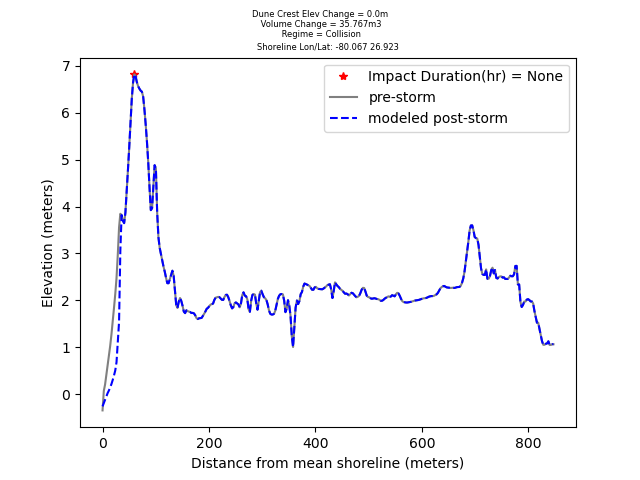 Dune Crest Elev Change = 0.0m
Volume Change = 35.767m3
Regime = Collision
Shoreline Lon/Lat: -80.067 26.923
Impact Duration(hr) = None
pre-storm
modeled post-storm
Elevation (meters)
7
6
5
4
3
2
1
0
0 200 400 600 800
Distance from mean shoreline (meters)